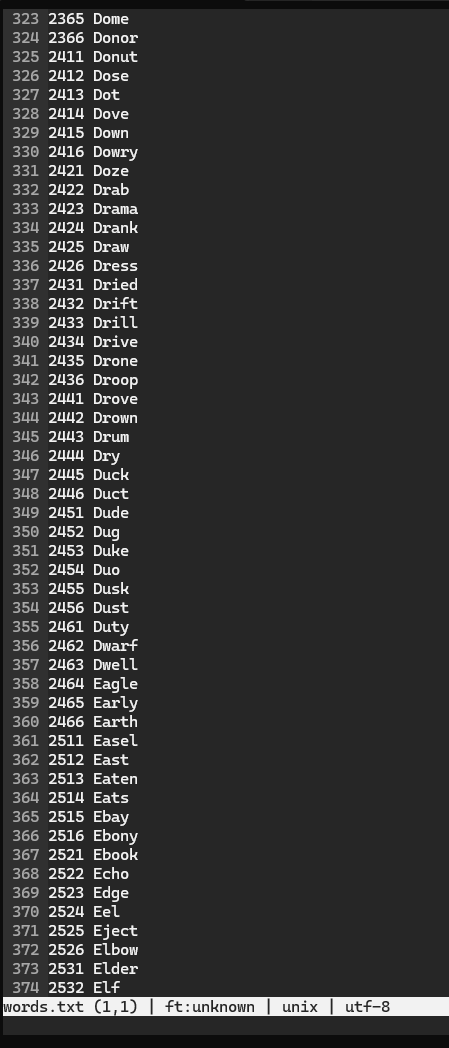 323 2365 Dome
324 2366 Donor
325 2411 Donut
326 2412 Dose
327 2413 Dot
328 2414 Dove
329 2415 Down
330 2416 Dowry
331 2421 Doze
332 2422 Drab
333 2423 Drama
334 2424 Drank
335 2425 Draw
336 2426 Dress
337 2431 Dried
338 2432 Drift
339 2433 Drill
340 2434 Drive
341 2435 Drone
342 2436 Droop
343 2441 Drove
344 2442 Drown
345 2443 Drum
346 2444 Dry
347 2445 Duck
348 2446 Duct
349 2451 Dude
350 2452 Dug
351 2453 Duke
352 2454 Duo
353 2455 Dusk
354 2456 Dust
355 2461 Duty
356 2462 Dwarf
357 2463 Dwell
358 2464 Eagle
359 2465 Early
360 2466 Earth
361 2511 Easel
362 2512 East
363 2513 Eaten
364 2514 Eats
365 2515 Ebay
366 2516 Ebony
367 2521 Ebook
368 2522 Echo
369 2523 Edge
370 2524 Eel
371 2525 Eject
372 2526 Elbow
373 2531 Elder
374 2532 Elf
words.txt (1,1) | ft:unknown | unix | utf-8